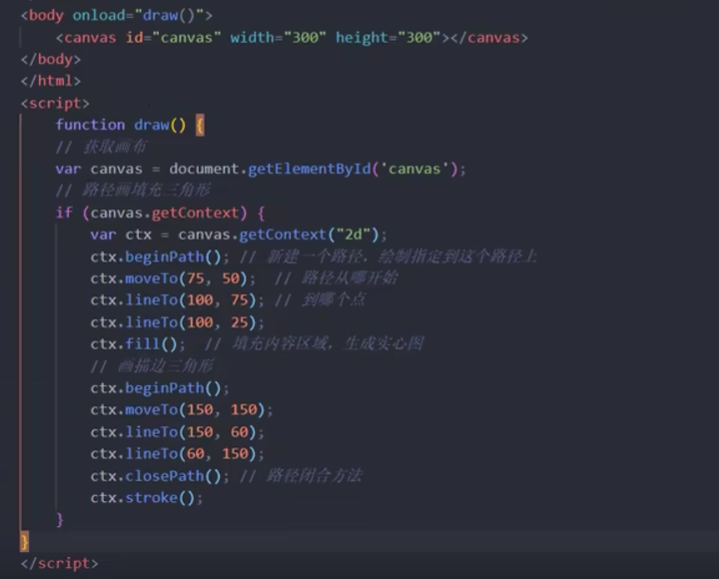 <body onload="draw()">
<canvas id="canvas" width="300" height="300"></canvas>
</body>
</html>
<script>
function draw() {
// 获取画布
var canvas = document.getElementById('canvas');
// 路径画填充三角形
if (canvas.getContext) {
var ctx = canvas.getContext("2d");
ctx.beginPath(); // 新建一个路径，绘制指定到这个路径上
ctx.moveTo(75, 50);  // 路径从哪开始
ctx.lineTo(100, 75); // 到哪个点
ctx.lineTo(100, 25);
ctx.fill();  // 填充内容区域，生成实心图
// 画描边三角形
ctx.beginPath();
ctx.moveTo(150, 150);
ctx.lineTo(150, 60);
ctx.lineTo(60, 150);
ctx.closePath(); // 路径闭合方法
ctx.stroke();
}
}
</script>